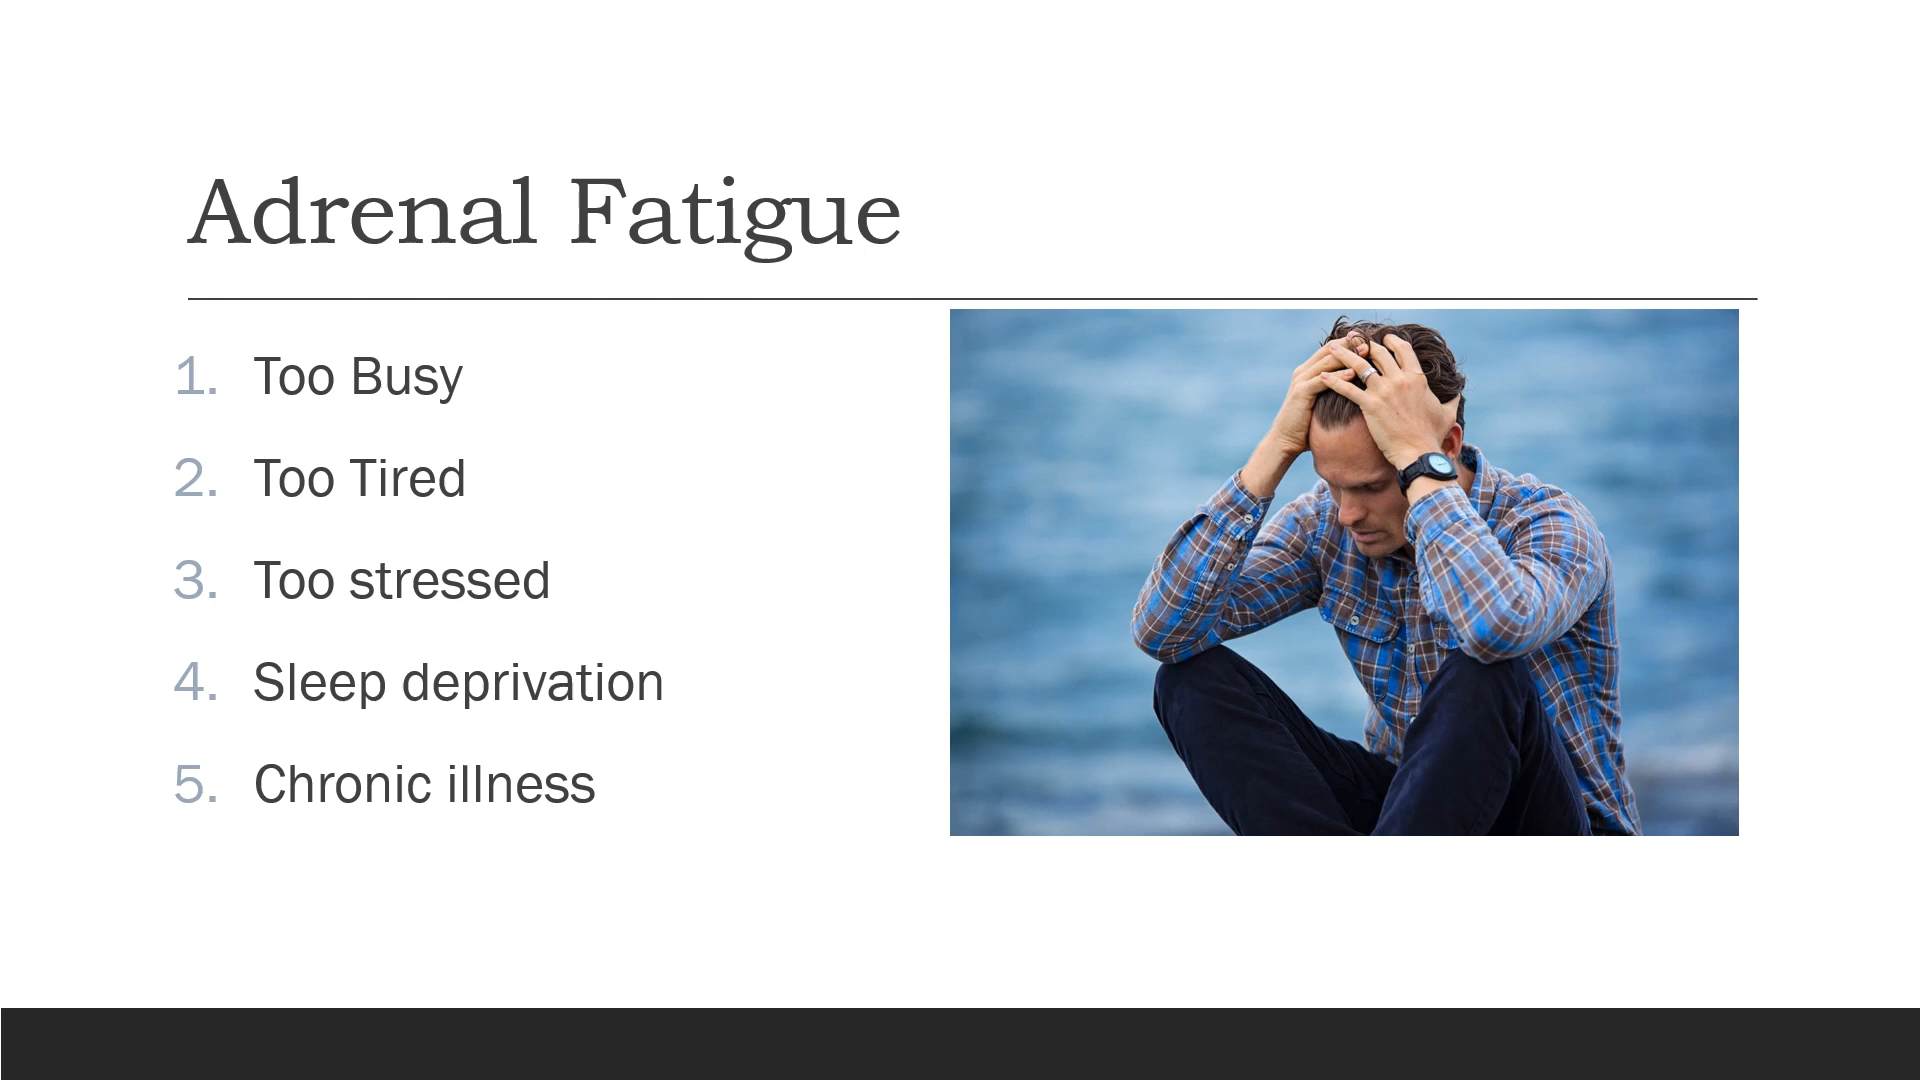 Adrenal Fatigue
1. Too Busy
2. Too Tired
3. Too stressed
4. Sleep deprivation
5. Chronic illness